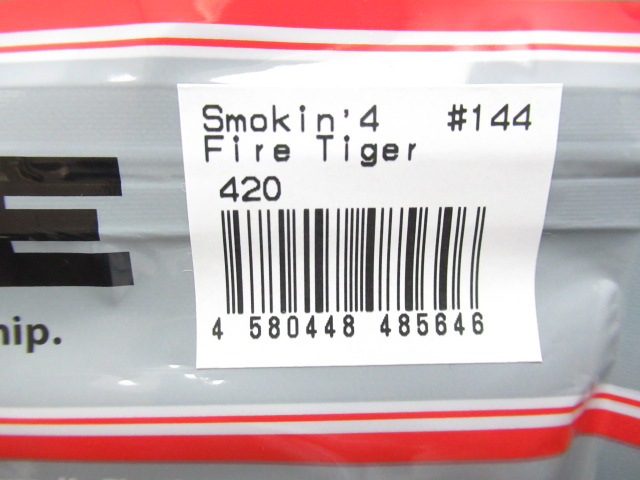 Smokin'4 #144
Fire Tiger
420
4 580448 485646
E
hip.